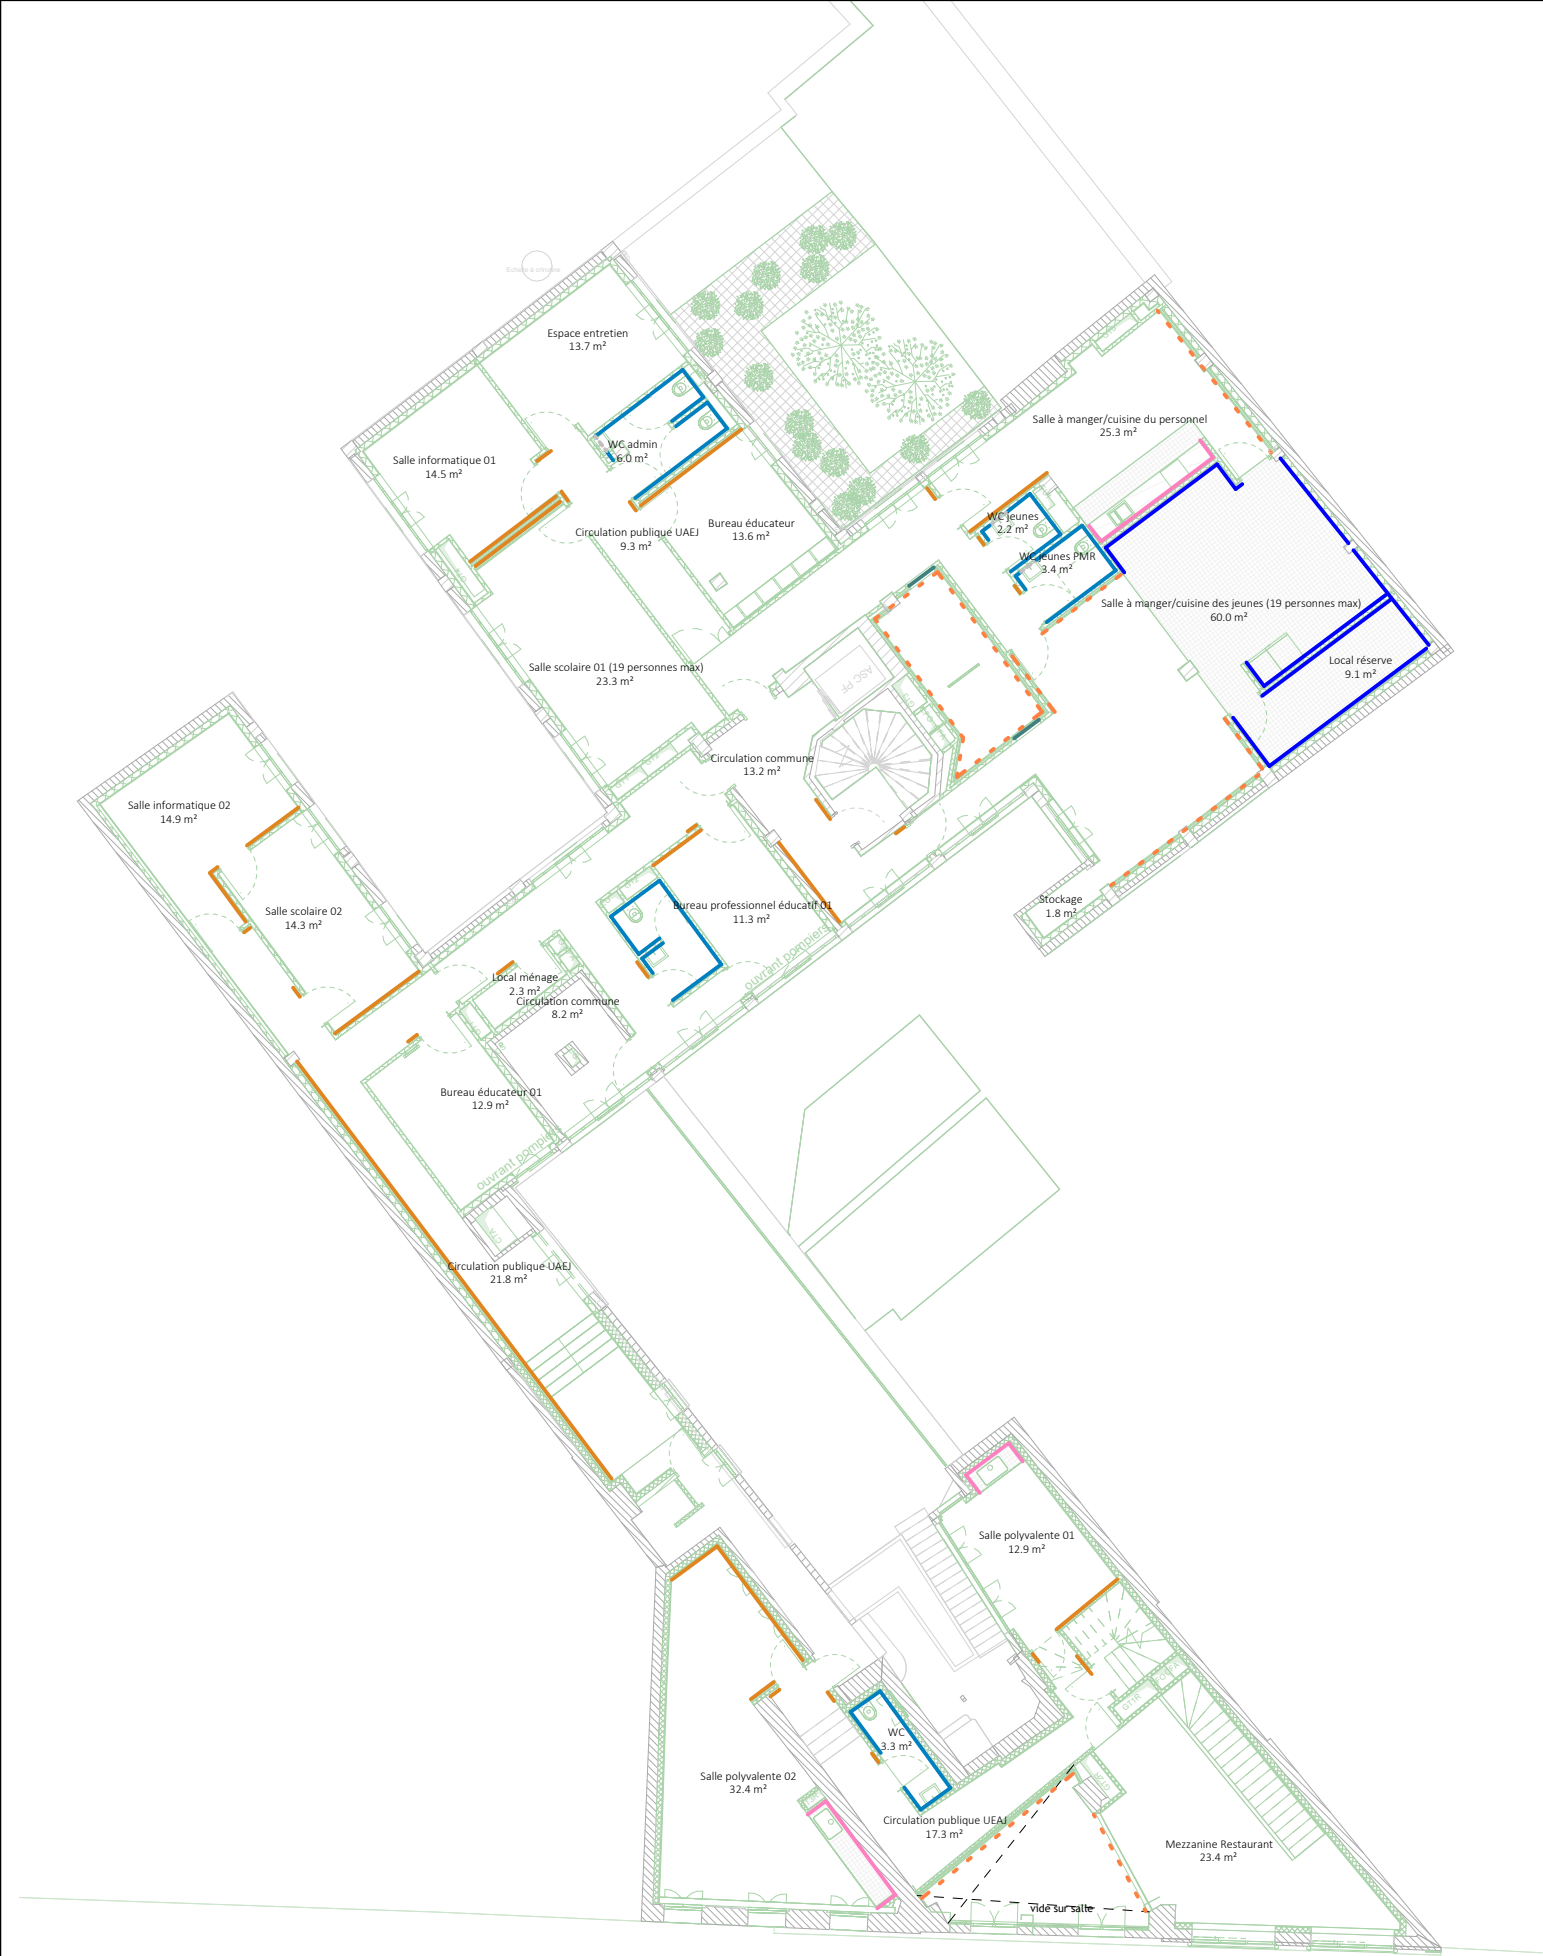 Echelle à crinoline
Espace entretien
13.7 m²
Salle à manger/cuisine du personnel
25.3 m²
WC admin
6.0 m²
Salle informatique 01
14.5 m²
WC jeunes
2.2 m²
Bureau éducateur
13.6 m²
Circulation publique UAEJ
9.3 m²
WC jeunes PMR
3.4 m²
Salle à manger/cuisine des jeunes (19 personnes max)
60.0 m²
Local réserve
9.1 m²
Salle scolaire 01 (19 personnes max)
23.3 m²
ASC PF
Circulation commune
13.2 m²
Salle informatique 02
14.9 m²
Bureau professionnel éducatif 01
11.3 m²
Stockage
1.8 m²
Salle scolaire 02
14.3 m²
ouvrant pompiers
Local ménage
2.3 m²
Circulation commune
8.2 m²
Bureau éducateur 01
12.9 m²
ouvrant pompiers
CTA
Circulation publique UAEJ
21.8 m²
Salle polyvalente 01
12.9 m²
GTIR
WC
3.3 m²
Salle polyvalente 02
32.4 m²
Circulation publique UEAJ
17.3 m²
Mezzanine Restaurant
23.4 m²
vide sur salle